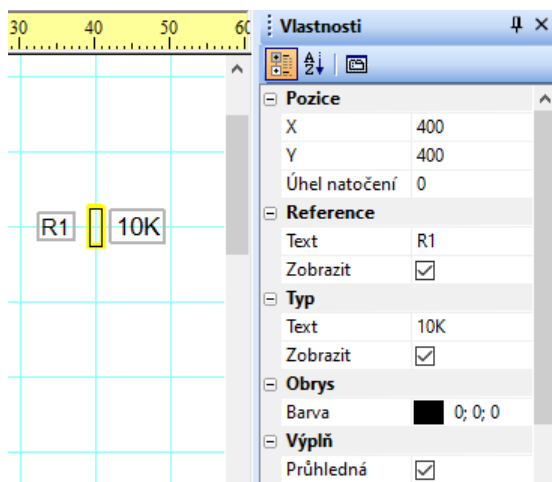 30 40 50 60
R1 10K
Vlastnosti
Pozice
X 400
Y 400
Úhel natočení 0
Reference
Text R1
Zobrazit
Typ
Text 10K
Zobrazit
Obrys
Barva 0; 0; 0
Výplň
Průhledná